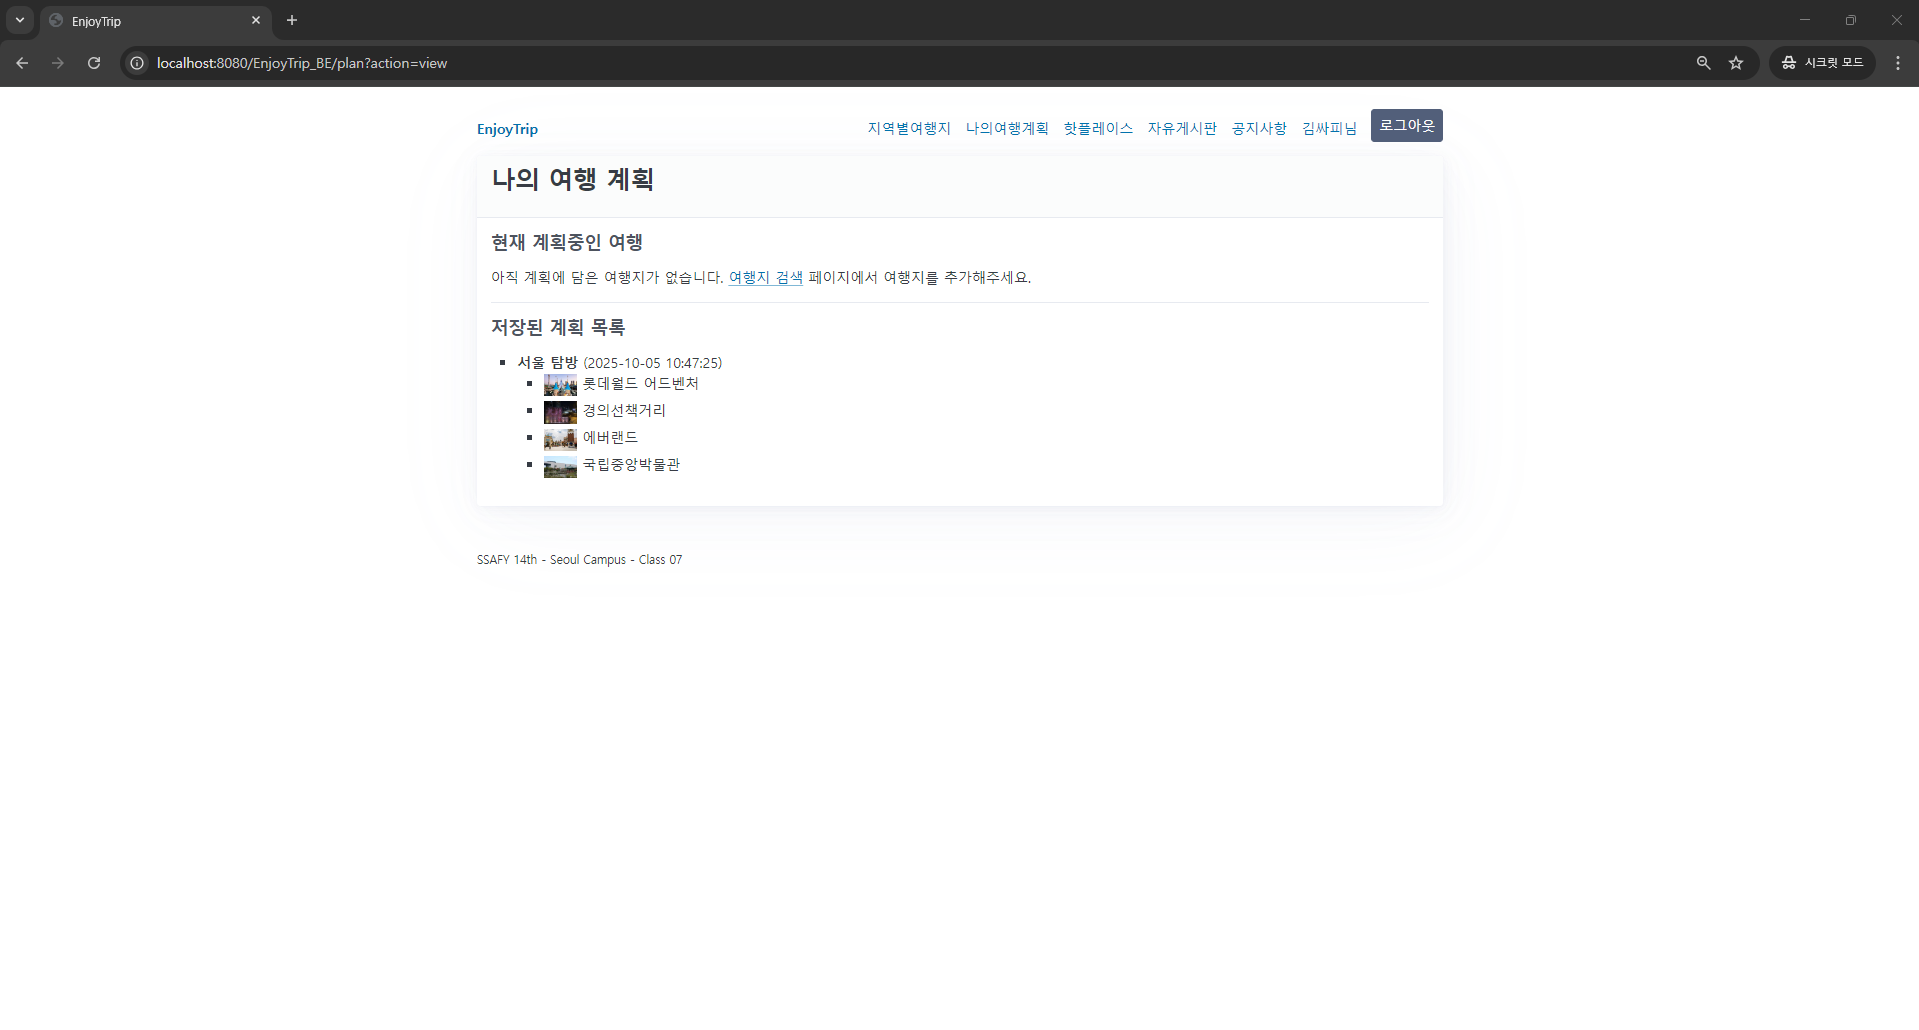 EnjoyTrip
localhost:8080/EnjoyTrip_BE/plan?action=view
시크릿 모드
EnjoyTrip 지역별여행지 나의여행계획 핫플레이스 자유게시판 공지사항 김싸피님 로그아웃
나의 여행 계획
현재 계획중인 여행
아직 계획에 담은 여행지가 없습니다. 여행지 검색 페이지에서 여행지를 추가해주세요.
저장된 계획 목록
서울 탐방 (2025-10-05 10:47:25)
롯데월드 어드벤처
경의선책거리
에버랜드
국립중앙박물관
SSAFY 14th - Seoul Campus - Class 07